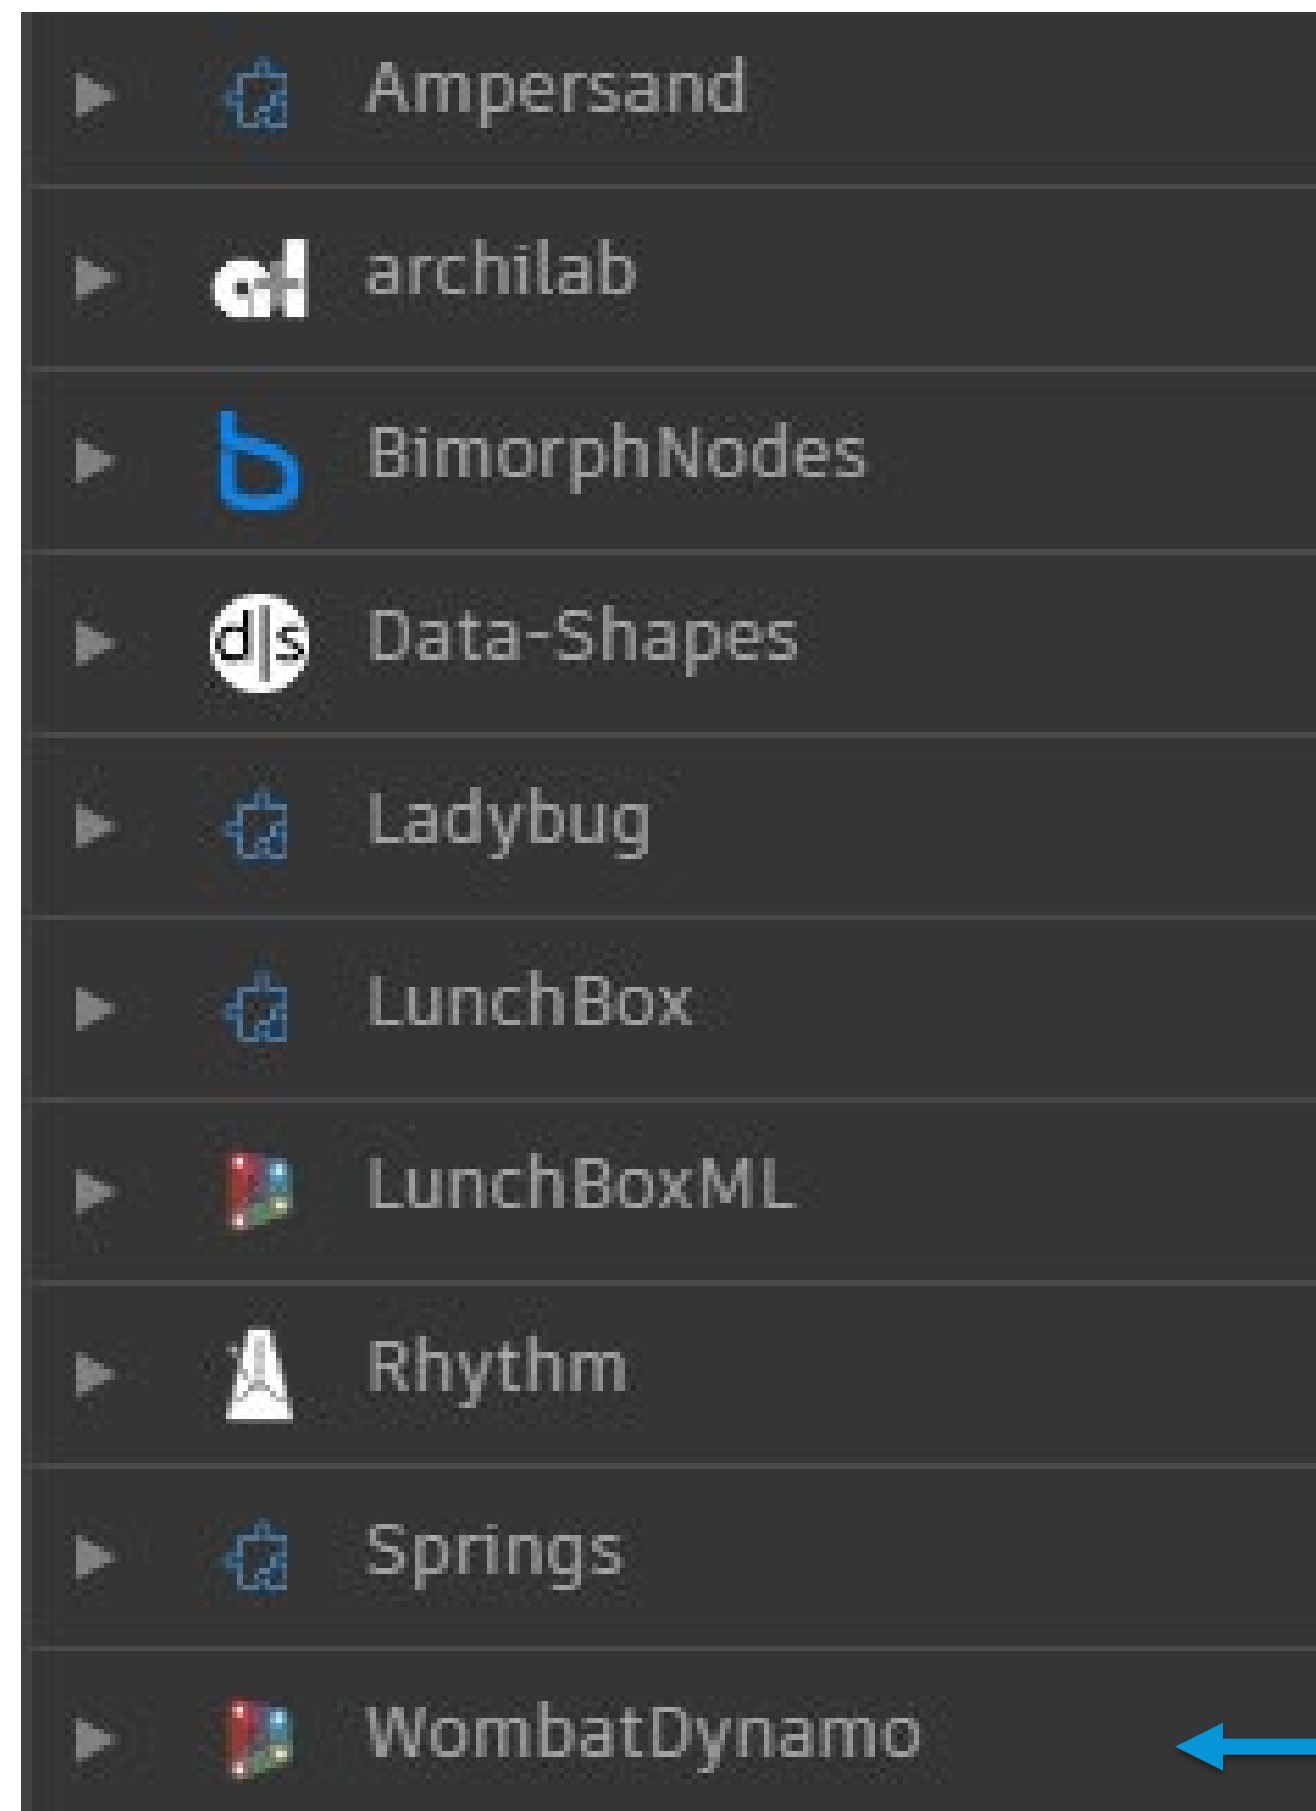 Ampersand
archilab
BimorphNodes
d|s Data-Shapes
Ladybug
LunchBox
LunchBoxML
Rhythm
Springs
WombatDynamo